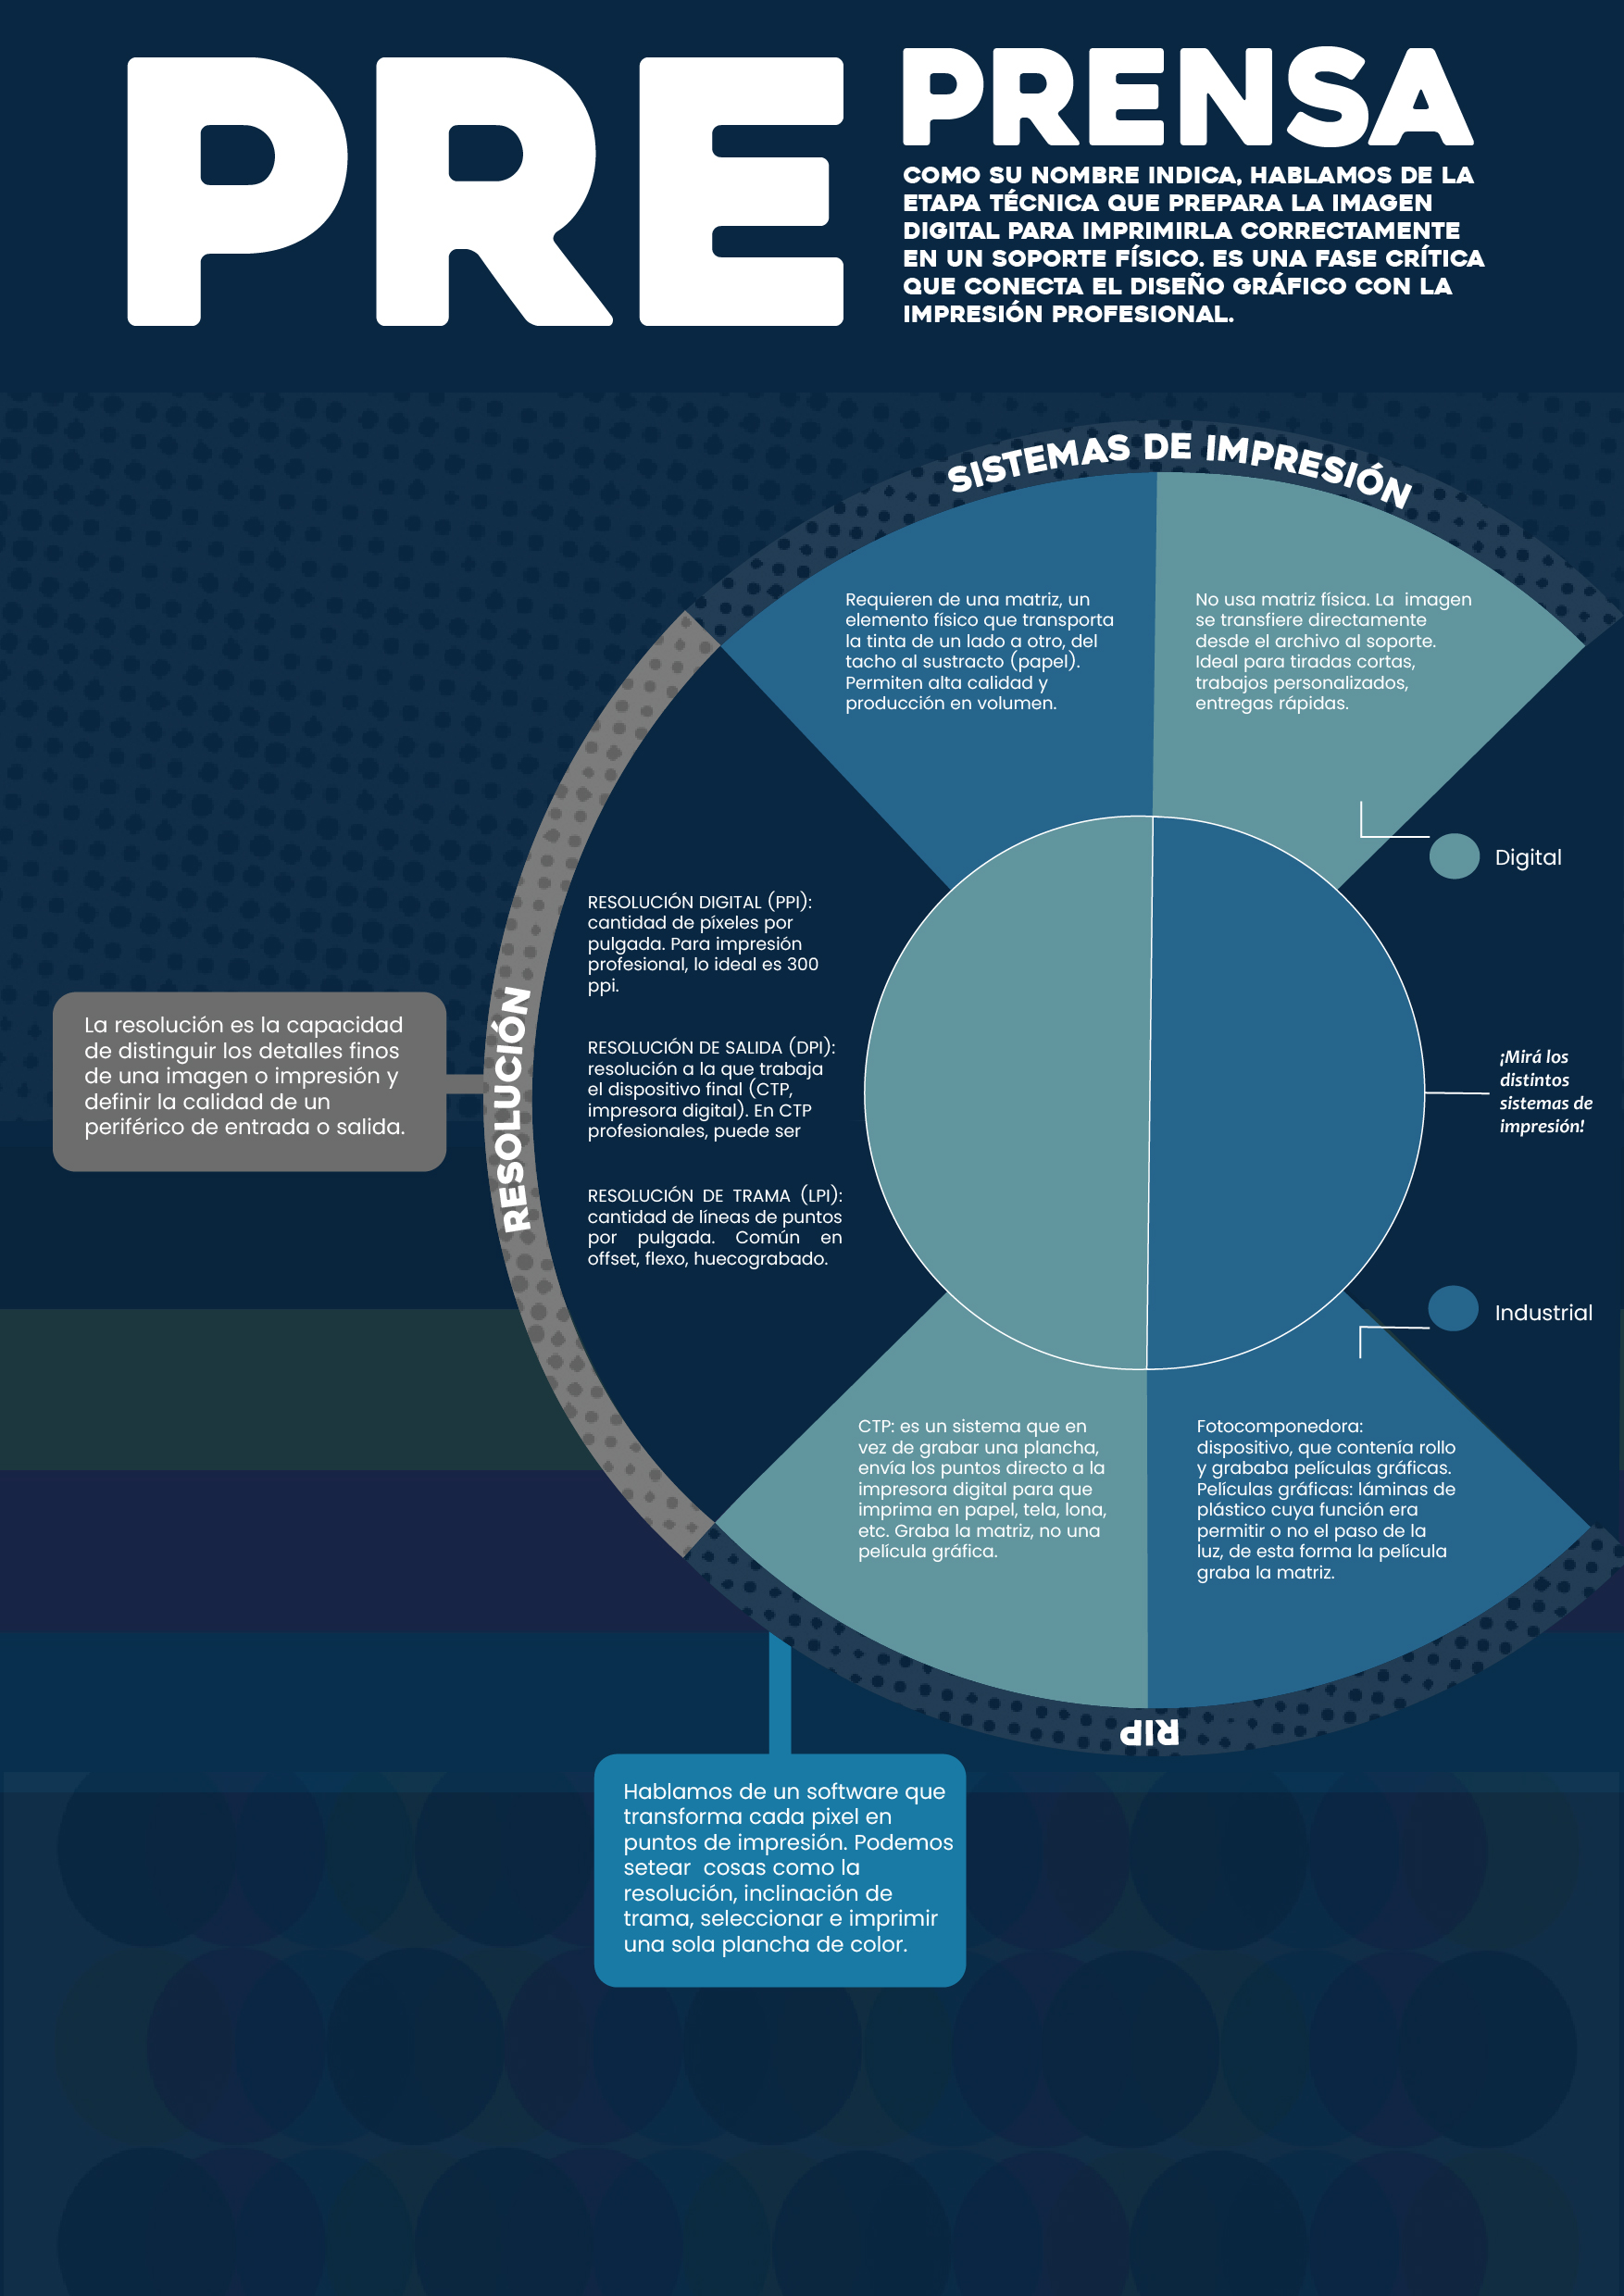 PRE
PRENSA
COMO SU NOMBRE INDICA, HABLAMOS DE LA
ETAPA TÉCNICA QUE PREPARA LA IMAGEN
DIGITAL PARA IMPRIMIRLA CORRECTAMENTE
EN UN SOPORTE FÍSICO. ES UNA FASE CRÍTICA
QUE CONECTA EL DISEÑO GRÁFICO CON LA
IMPRESIÓN PROFESIONAL.
SISTEMAS DE IMPRESIÓN
Requieren de una matriz, un
elemento físico que transporta
la tinta de un lado a otro, del
tacho al sustracto (papel).
Permiten alta calidad y
producción en volumen.
No usa matriz física. La imagen
se transfiere directamente
desde el archivo al soporte.
Ideal para tiradas cortas,
trabajos personalizados,
entregas rápidas.
Digital
RESOLUCIÓN
La resolución es la capacidad
de distinguir los detalles finos
de una imagen o impresión y
definir la calidad de un
periférico de entrada o salida.
RESOLUCIÓN DIGITAL (PPI):
cantidad de píxeles por
pulgada. Para impresión
profesional, lo ideal es 300
ppi.
RESOLUCIÓN DE SALIDA (DPI):
resolución a la que trabaja
el dispositivo final (CTP,
impresora digital). En CTP
profesionales, puede ser
RESOLUCIÓN DE TRAMA (LPI):
cantidad de líneas de puntos
por pulgada. Común en
offset, flexo, huecograbado.
¡Mirá los
distintos
sistemas de
impresión!
Industrial
CTP: es un sistema que en
vez de grabar una plancha,
envía los puntos directo a la
impresora digital para que
imprima en papel, tela, lona,
etc. Graba la matriz, no una
película gráfica.
Fotocomponedora:
dispositivo, que contenía rollo
y grababa películas gráficas.
Películas gráficas: láminas de
plástico cuya función era
permitir o no el paso de la
luz, de esta forma la película
graba la matriz.
RIP
Hablamos de un software que
transforma cada pixel en
puntos de impresión. Podemos
setear cosas como la
resolución, inclinación de
trama, seleccionar e imprimir
una sola plancha de color.